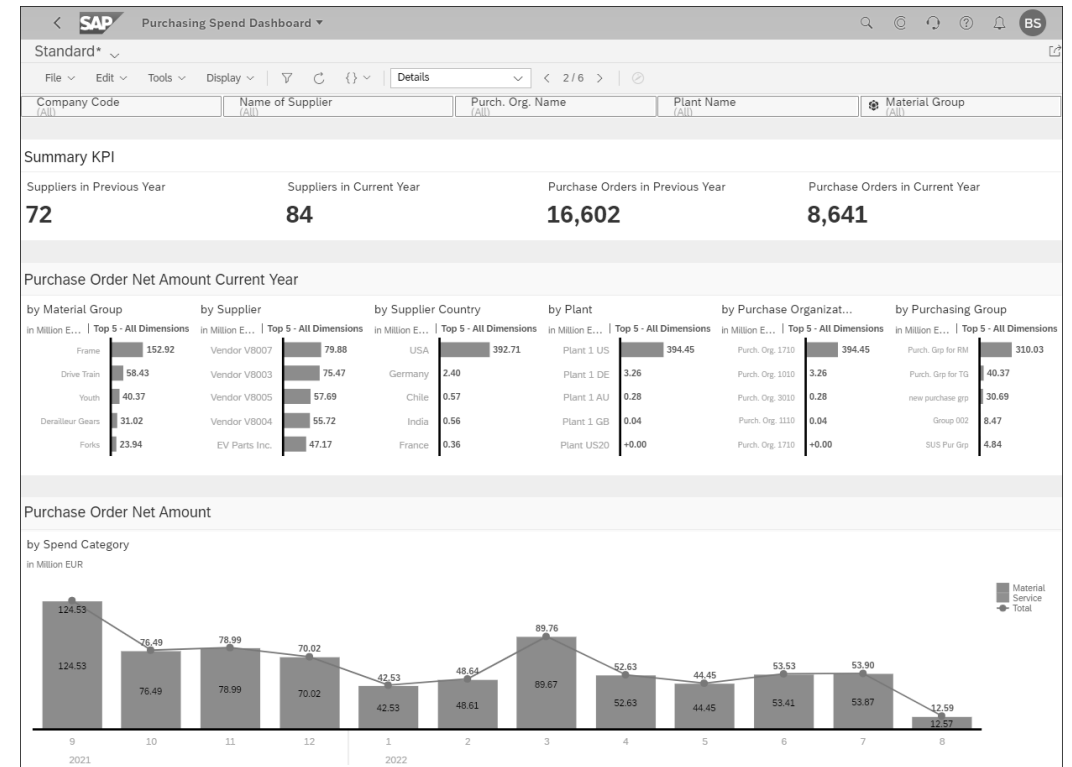 SAP Purchasing Spend Dashboard BS
Standard*
File Edit Tools Display {} Details 2/6
Company Code Name of Supplier Purch. Org. Name Plant Name Material Group
(All) (All) (All) (All) (All)
Summary KPI
Suppliers in Previous Year Suppliers in Current Year Purchase Orders in Previous Year Purchase Orders in Current Year
72 84 16,602 8,641
Purchase Order Net Amount Current Year
by Material Group by Supplier by Supplier Country by Plant by Purchase Organizat... by Purchasing Group
in Million E... | Top 5 - All Dimensions in Million E... | Top 5 - All Dimensions in Million E... | Top 5 - All Dimensions in Million E... | Top 5 - All Dimensions in Million E... | Top 5 - All Dimensions in Million E... | Top 5 - All Dimensions
Frame 152.92 Vendor V8007 79.88 USA 392.71 Plant 1 US 394.45 Purch. Org. 1710 394.45 Purch. Grp for RM 310.03
Drive Train 58.43 Vendor V8003 75.47 Germany 2.40 Plant 1 DE 3.26 Purch. Org. 1010 3.26 Purch. Grp for TG 40.37
Youth 40.37 Vendor V8005 57.69 Chile 0.57 Plant 1 AU 0.28 Purch. Org. 3010 0.28 new purchase grp 30.69
Derailleur Gears 31.02 Vendor V8004 55.72 India 0.56 Plant 1 GB 0.04 Purch. Org. 1110 0.04 Group 002 8.47
Forks 23.94 EV Parts Inc. 47.17 France 0.36 Plant US20 +0.00 Purch. Org. 1710 +0.00 SUS Pur Grp 4.84
Purchase Order Net Amount
by Spend Category
in Million EUR
Material
Service
Total
124.53 76.49 78.99 70.02 42.53 48.64 89.76 52.63 44.45 53.53 53.90 12.59
124.53 76.49 78.99 70.02 42.53 48.61 89.67 52.63 44.45 53.41 53.87 12.57
9 10 11 12 1 2 3 4 5 6 7 8
2021 2022